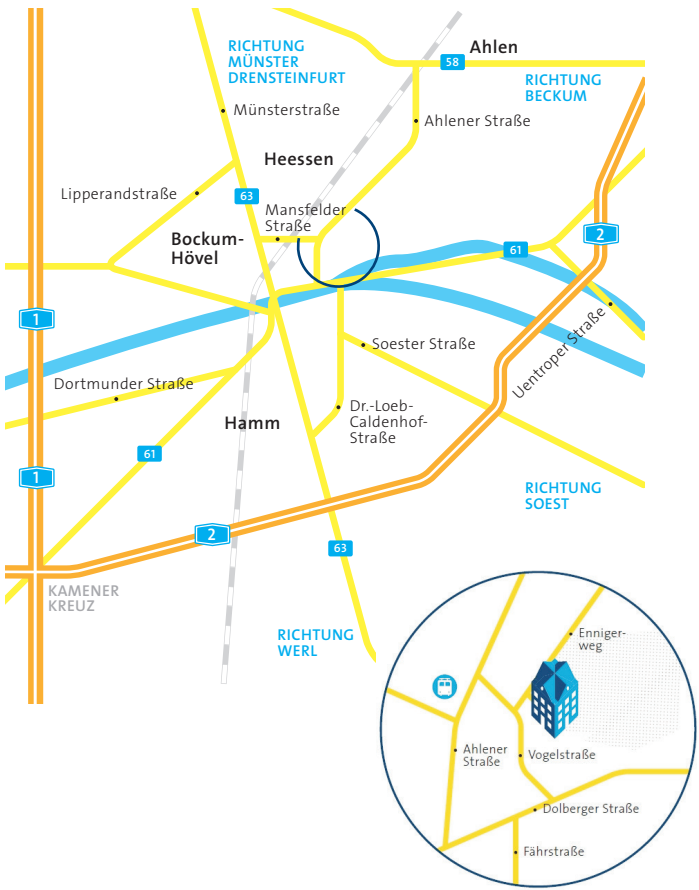 Ahlen
RICHTUNG
MÜNSTER
DRENSTEINFURT
58
RICHTUNG
BECKUM
Münsterstraße
Ahlener Straße
Heessen
Lipperandstraße
63
Mansfelder
Straße
Bockum-
Hövel
2
61
1
Uentroper Straße
Soester Straße
Dortmunder Straße
Dr.-Loeb-
Caldenhof-
Straße
Hamm
61
1
RICHTUNG
SOEST
2
63
KAMENER
KREUZ
RICHTUNG
WERL
Enniger-
weg
Ahlener
Straße
Vogelstraße
Dolberger Straße
Fährstraße